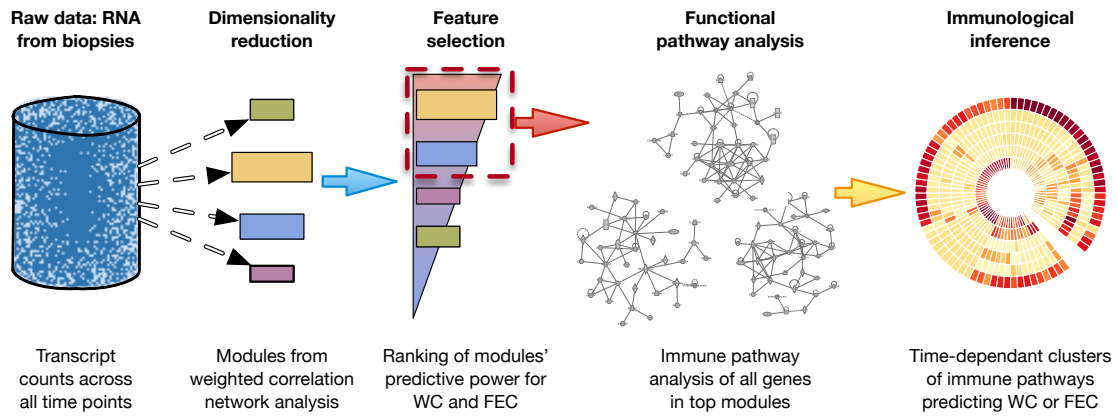 Raw data: RNA
from biopsies
Dimensionality
reduction
Feature
selection
Functional
pathway analysis
Immunological
inference
Transcript
counts across
all time points
Modules from
weighted correlation
network analysis
Ranking of modules’
predictive power for
WC and FEC
Immune pathway
analysis of all genes
in top modules
Time-dependant clusters
of immune pathways
predicting WC or FEC